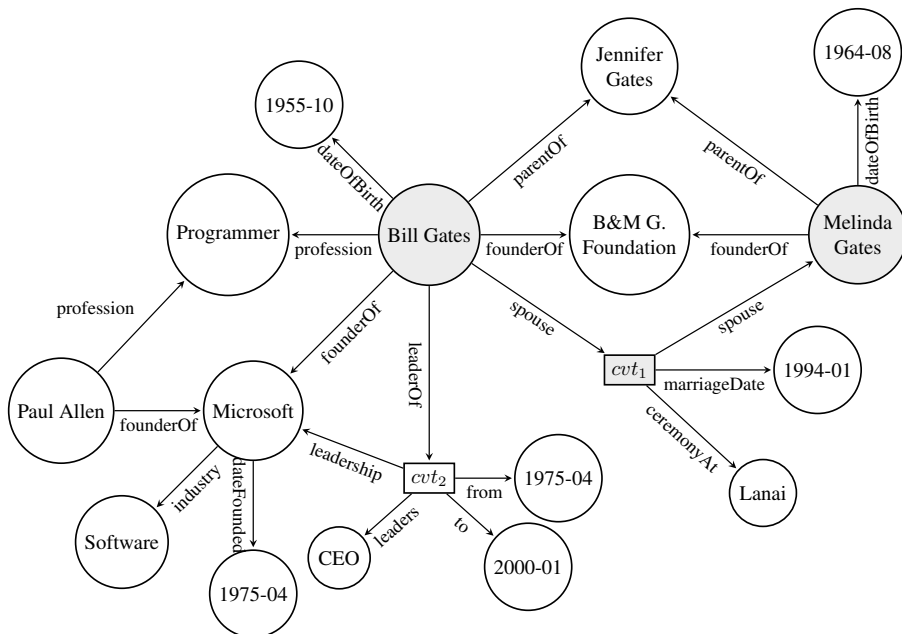 Jennifer
Gates
1964-08
1955-10
dateOfBirth
parentOf
parentOf
dateOfBirth
Programmer
profession
Bill Gates
founderOf
B&M G.
Foundation
founderOf
Melinda
Gates
profession
founderOf
leaderOf
spouse
spouse
cvt₁
marriageDate
1994-01
Paul Allen
founderOf
Microsoft
ceremonyAt
leadership
industry
dateFounded
cvt₂
from
1975-04
Lanai
leaders
to
Software
CEO
2000-01
1975-04